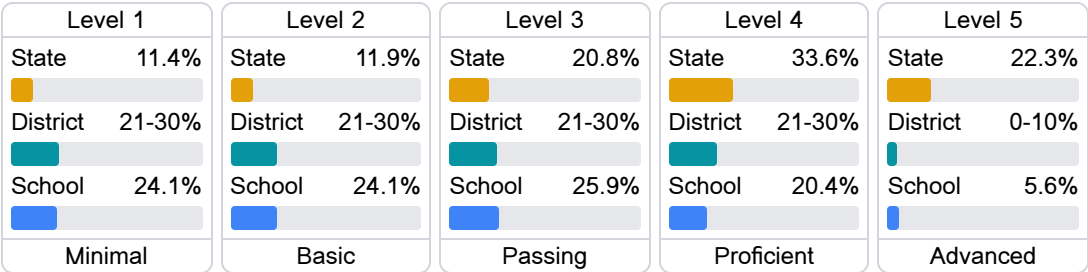 Level 1
State 11.4%
District 21-30%
School 24.1%
Minimal
Level 2
State 11.9%
District 21-30%
School 24.1%
Basic
Level 3
State 20.8%
District 21-30%
School 25.9%
Passing
Level 4
State 33.6%
District 21-30%
School 20.4%
Proficient
Level 5
State 22.3%
District 0-10%
School 5.6%
Advanced